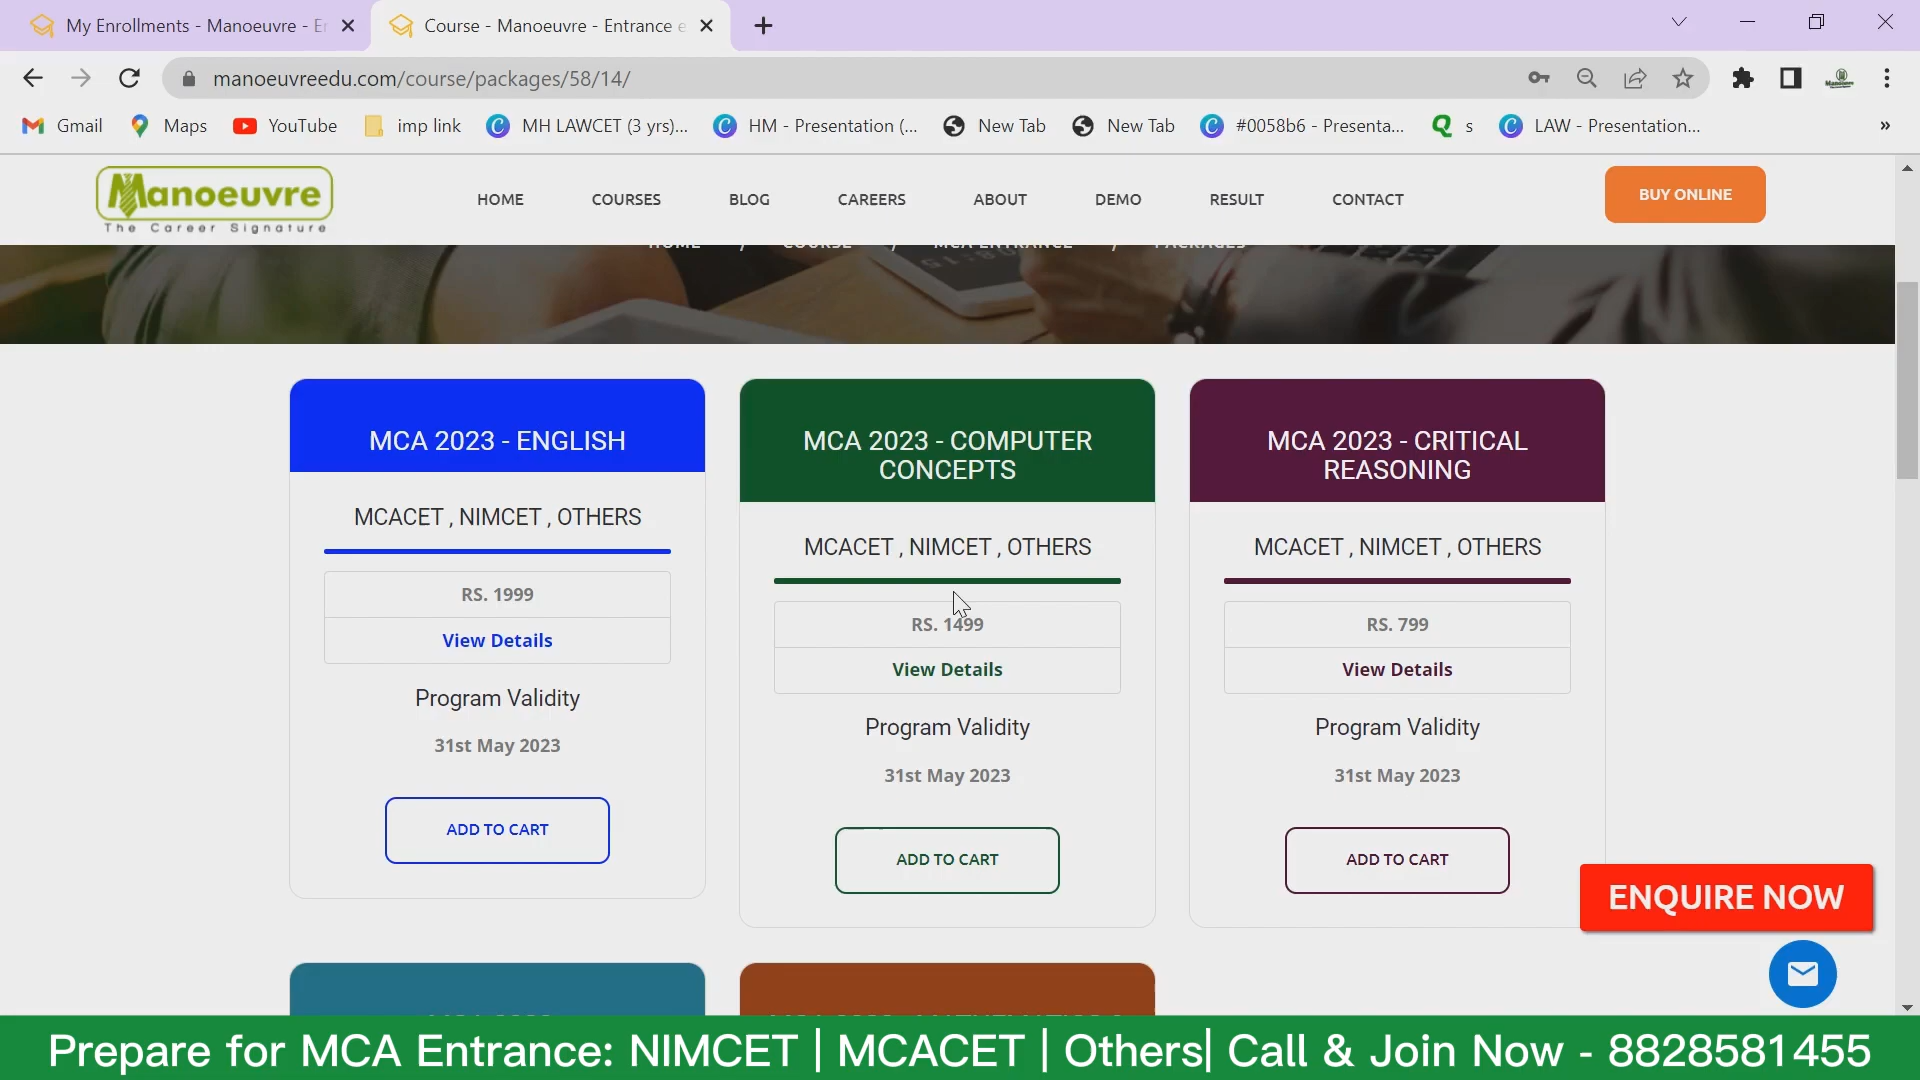 My Enrollments - Manoeuvre - Er
Course - Manoeuvre - Entrance e
manoeuvreedu.com/course/packages/58/14/
Gmail
Maps
YouTube
imp link
MH LAWCET (3 yrs)...
HM - Presentation (...
New Tab
New Tab
#0058b6 - Presenta...
s
LAW - Presentation...
»
Manoeuvre
The Career Signature
HOME
COURSES
BLOG
CAREERS
ABOUT
DEMO
RESULT
CONTACT
BUY ONLINE
HOME / COURSE / MCA ENTRANCE / PACKAGES
MCA 2023 - ENGLISH
MCACET , NIMCET , OTHERS
RS. 1999
View Details
Program Validity
31st May 2023
ADD TO CART
MCA 2023 - COMPUTER
CONCEPTS
MCACET , NIMCET , OTHERS
RS. 1499
View Details
Program Validity
31st May 2023
ADD TO CART
MCA 2023 - CRITICAL
REASONING
MCACET , NIMCET , OTHERS
RS. 799
View Details
Program Validity
31st May 2023
ADD TO CART
ENQUIRE NOW
Prepare for MCA Entrance: NIMCET | MCACET | Others| Call & Join Now - 8828581455